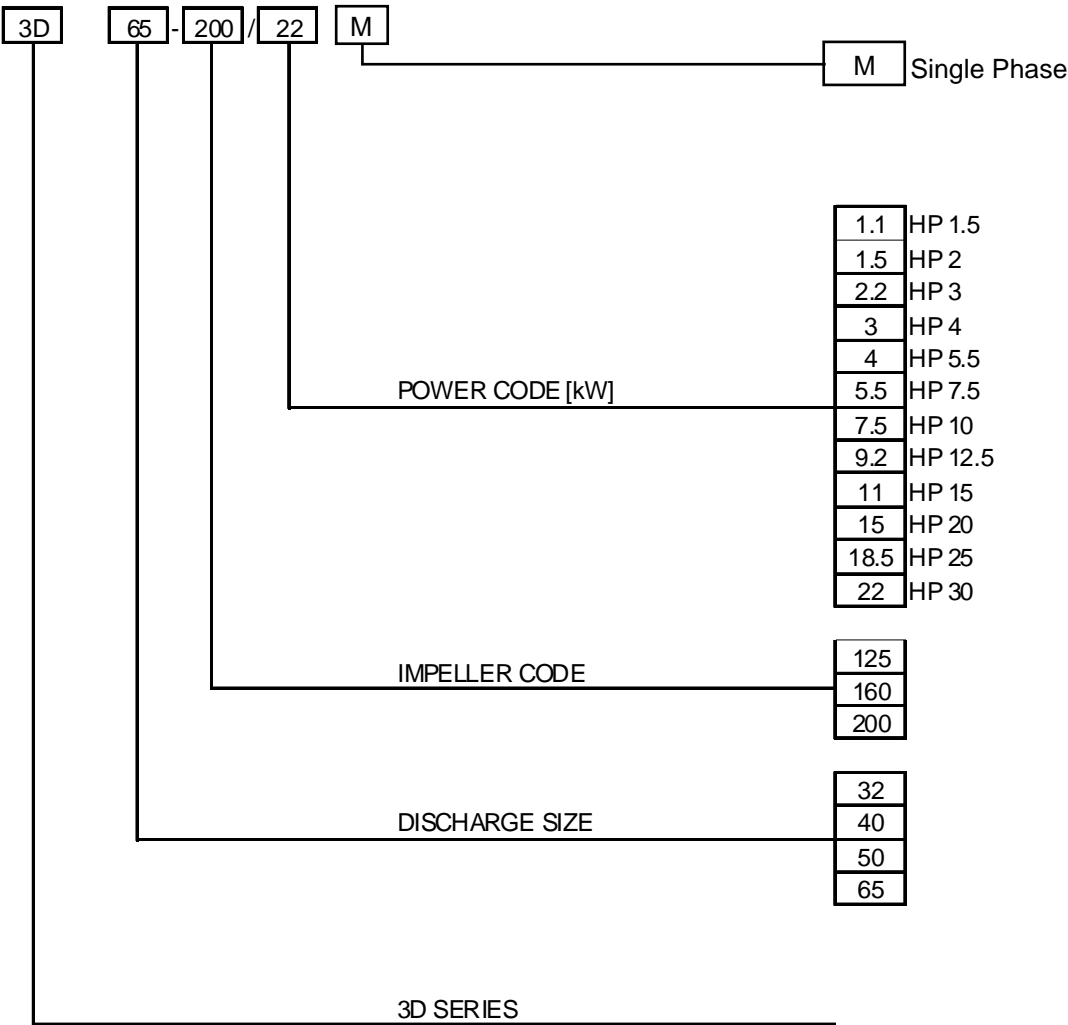 3D 65 - 200 / 22 M
M Single Phase
1.1 HP 1.5
1.5 HP 2
2.2 HP 3
3 HP 4
4 HP 5.5
POWER CODE [kW] 5.5 HP 7.5
7.5 HP 10
9.2 HP 12.5
11 HP 15
15 HP 20
18.5 HP 25
22 HP 30
125
IMPELLER CODE
160
200
32
DISCHARGE SIZE 40
50
65
3D SERIES